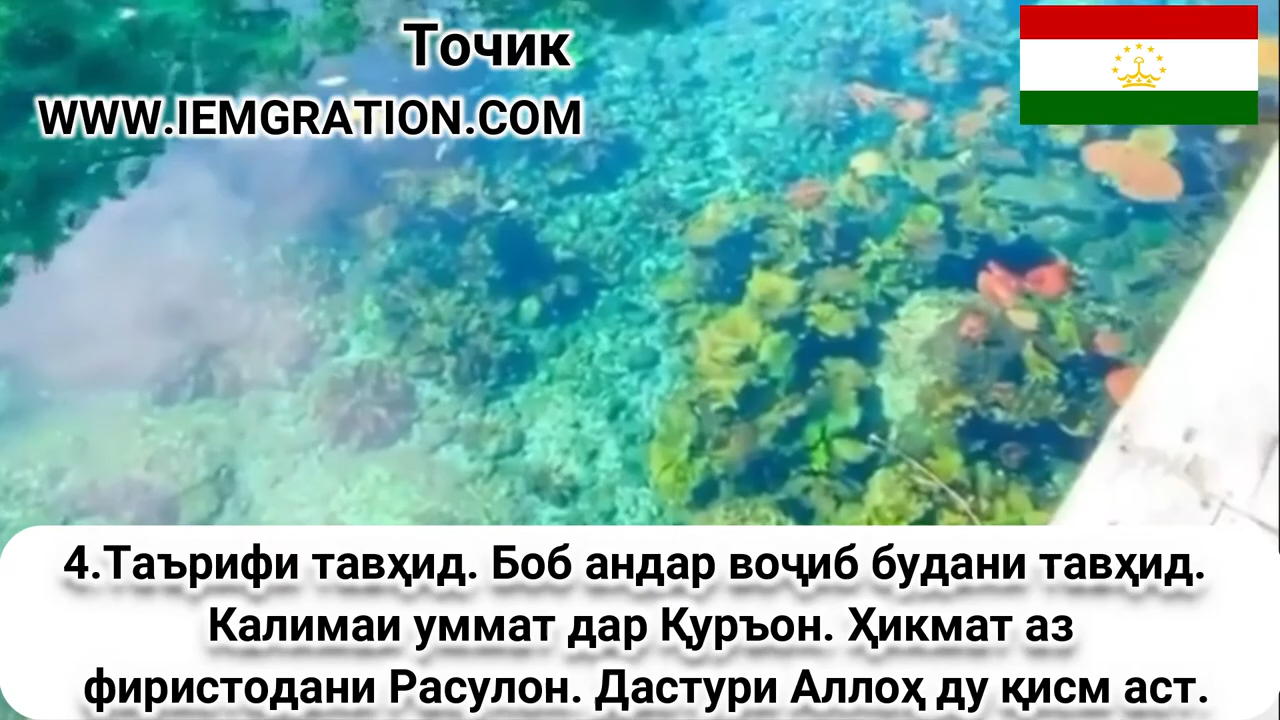 Точик
WWW.IEMGRATION.COM
4.Таърифи тавҳид. Боб андар воҷиб будани тавҳид.
Калимаи уммат дар Қуръон. Ҳикмат аз
фиристодани Расулон. Дастури Аллоҳ ду қисм аст.